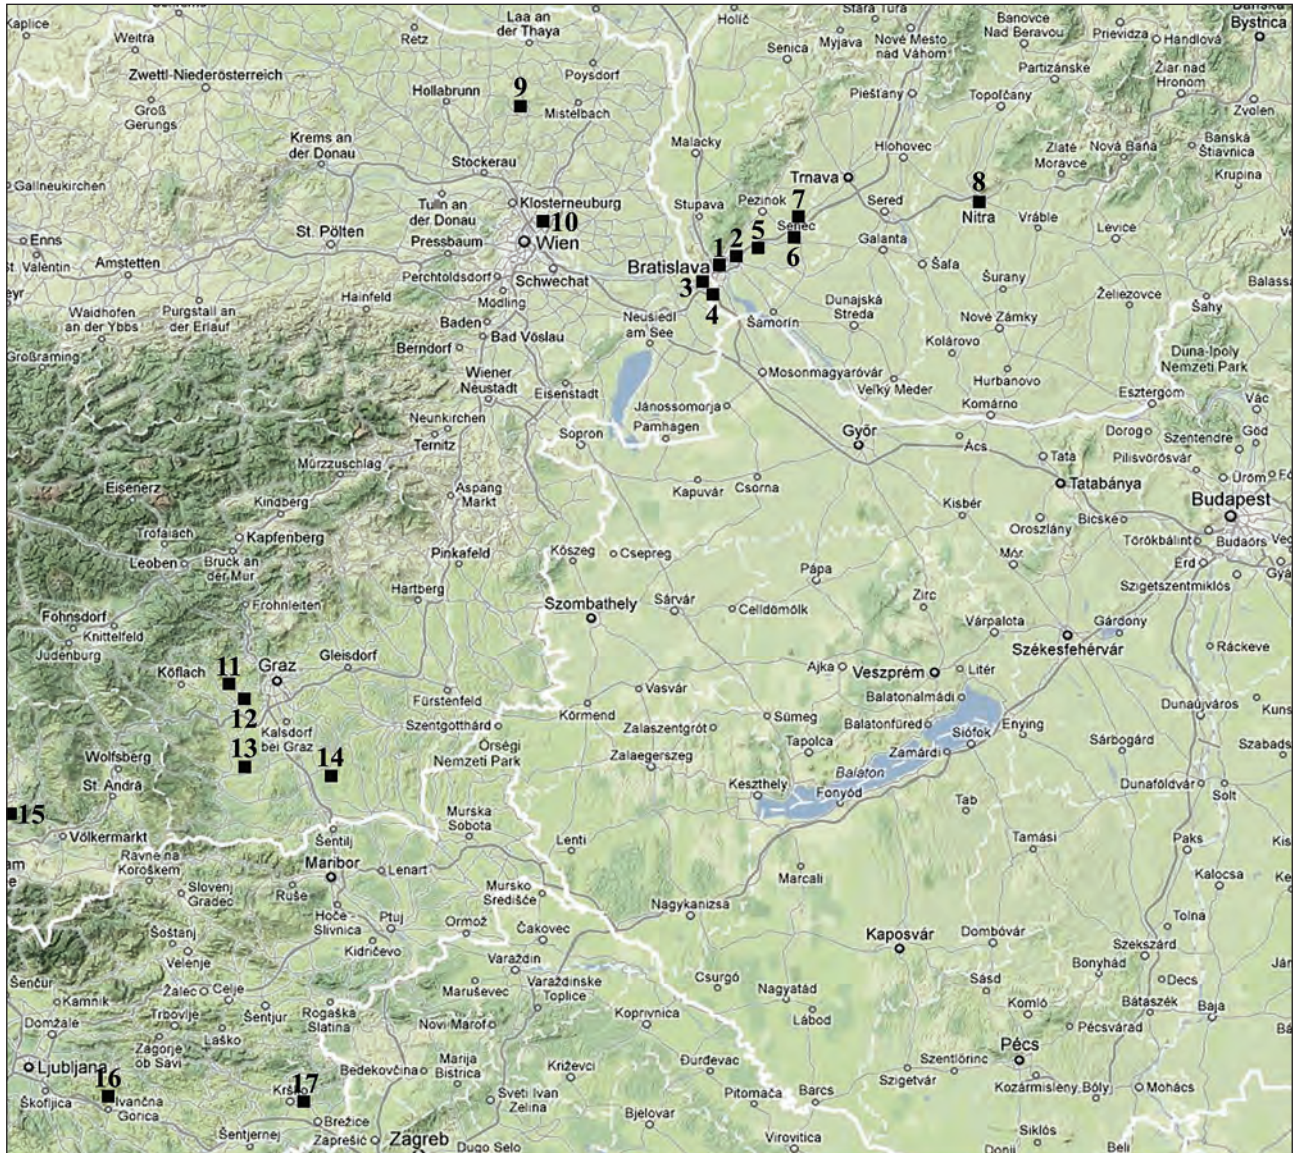 Kaplice
Weitra
Retz
Laa an
der Thaya
Holíč
Stará Turá
Myjava
Senica
Nové Mesto
nad Váhom
Banovce
Nad Bebravou
Prievidza
Handlová
Bystrica
Zwettl-Niederösterreich
Poysdorf
Partizánske
Žiar nad
Hronom
Groß
Gerungs
Hollabrunn
9
Mistelbach
Piešťany
Topoľčany
Zvolen
Krems an
der Donau
Malacky
Hlohovec
Zlaté
Moravce
Nová Baňa
Banská
Štiavnica
Stockerau
Gallneukirchen
Trnava
8
Krupina
Tulln an
der Donau
Klosterneuburg
10
Stupava
Pezinok
7
Sereď
Nitra
Vráble
Enns
St. Pölten
Pressbaum
Wien
Senec
5
6
Galanta
Levice
St. Valentin
Amstetten
Perchtoldsdorf
Schwechat
Bratislava
1
2
Šaľa
Šurany
Mödling
3
4
Waidhofen
an der Ybbs
Purgstall an
der Erlauf
Hainfeld
Baden
Neusiedl
am See
Šamorín
Dunajská
Streda
Nové Zámky
Želiezovce
Šahy
Großraming
Berndorf
Bad Vöslau
Kolárovo
Duna-Ipoly
Nemzeti Park
Wiener
Neustadt
Eisenstadt
Mosonmagyaróvár
Veľký Meder
Hurbanovo
Esztergom
Neunkirchen
Jánossomorja
Komárno
Vác
Ternitz
Sopron
Pamhagen
Győr
Ács
Dorog
Szentendre
Göd
Mürzzuschlag
Tata
Pilisvörösvár
Eisenerz
Aspang
Markt
Kapuvár
Csorna
Tatabánya
Üröm
Kindberg
Kisbér
Budapest
Trofaiach
Kapfenberg
Oroszlány
Bicske
Törökbálint
Budaörs
Leoben
Bruck an
der Mur
Pinkafeld
Kőszeg
Csepreg
Mór
Érd
Pápa
Szigetszentmiklós
Frohnleiten
Hartberg
Szombathely
Sárvár
Celldömölk
Zirc
Fohnsdorf
Knittelfeld
Várpalota
Gárdony
Judenburg
Székesfehérvár
Ráckeve
11
Graz
Gleisdorf
Köflach
Ajka
Veszprém
Litér
12
Fürstenfeld
Vasvár
Balatonalmádi
Dunaújváros
Kalsdorf
bei Graz
Szentgotthárd
Körmend
Zalaszentgrót
Sümeg
Balatonfüred
Enying
Siófok
Wolfsberg
13
14
Őrségi
Nemzeti Park
Zalaegerszeg
Tapolca
Zamárdi
Sárbogárd
St. Andrä
Keszthely
Balaton
Dunaföldvár
Solt
15
Fonyód
Tab
Völkermarkt
Šentilj
Murska
Sobota
Lenti
Tamási
Paks
Ravne na
Koroškem
Maribor
Lenart
Marcali
Slovenj
Gradec
Ruše
Mursko
Središće
Kalocsa
Hoče -
Slivnica
Ptuj
Ormož
Nagykanizsa
Tolna
Šoštanj
Kidričevo
Čakovec
Kaposvár
Dombóvár
Szekszárd
Velenje
Varaždin
Bonyhád
Šenčur
Žalec
Celje
Maruševec
Varaždinske
Toplice
Csurgó
Nagyatád
Sásd
Decs
Kamnik
Komló
Bátaszék
Baja
Domžale
Trbovlje
Šentjur
Rogaška
Slatina
Novi Marof
Koprivnica
Lábod
Pécsvárad
Zagorje
ob Savi
Laško
Pécs
Ljubljana
Bedekovčina
Marija
Bistrica
Križevci
Đurđevac
Szentlőrinc
16
17
Krško
Szigetvár
Kozármisleny
Bóly
Mohács
Škofljica
Ivančna
Gorica
Sveti Ivan
Zelina
Pitomača
Barcs
Brežice
Bjelovar
Šentjernej
Zaprešić
Zagreb
Dugo Selo
Virovitica
Siklós
Donji
Beli